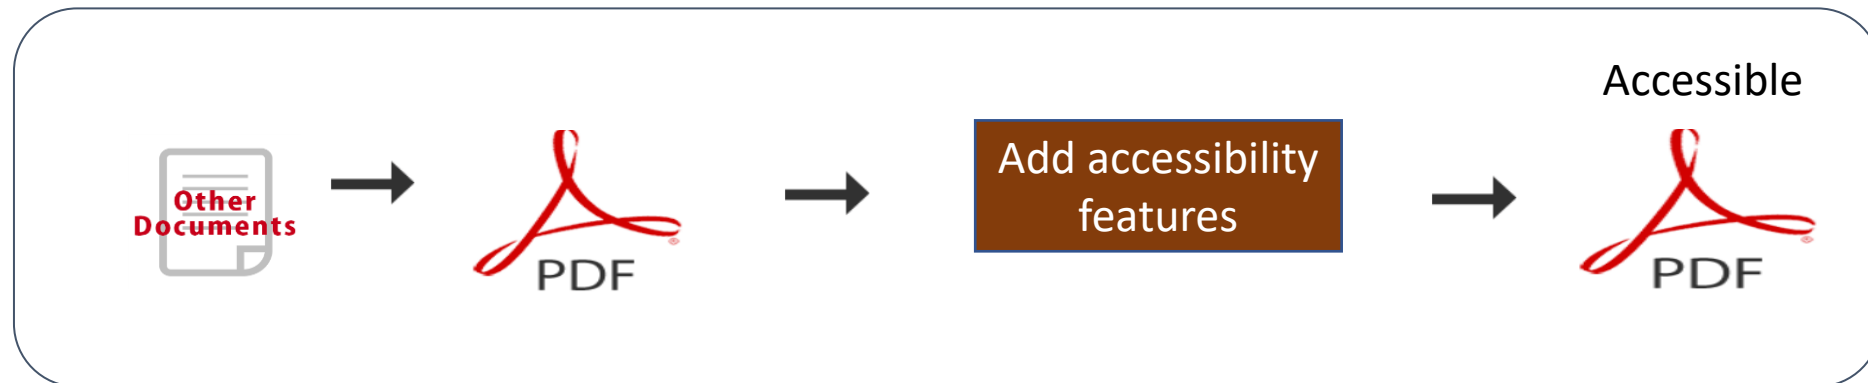 Accessible
Other
Documents
PDF
Add accessibility
features
PDF
®
®